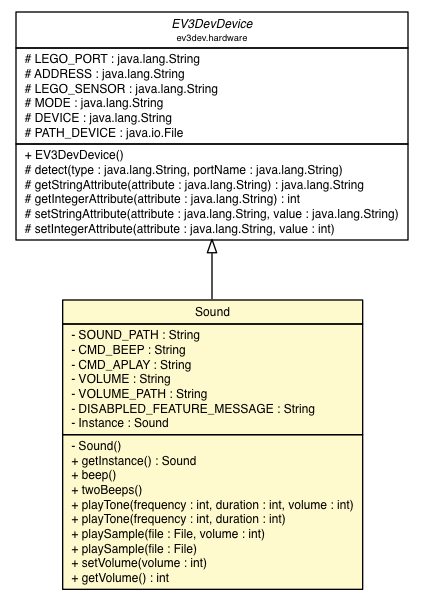 EV3DevDevice
ev3dev.hardware
# LEGO_PORT : java.lang.String
# ADDRESS : java.lang.String
# LEGO_SENSOR : java.lang.String
# MODE : java.lang.String
# DEVICE : java.lang.String
# PATH_DEVICE : java.io.File
+ EV3DevDevice()
# detect(type : java.lang.String, portName : java.lang.String)
# getStringAttribute(attribute : java.lang.String) : java.lang.String
# getIntegerAttribute(attribute : java.lang.String) : int
# setStringAttribute(attribute : java.lang.String, value : java.lang.String)
# setIntegerAttribute(attribute : java.lang.String, value : int)
Sound
- SOUND_PATH : String
- CMD_BEEP : String
- CMD_APLAY : String
- VOLUME : String
- VOLUME_PATH : String
- DISABPLED_FEATURE_MESSAGE : String
- Instance : Sound
- Sound()
+ getInstance() : Sound
+ beep()
+ twoBeeps()
+ playTone(frequency : int, duration : int, volume : int)
+ playTone(frequency : int, duration : int)
+ playSample(file : File, volume : int)
+ playSample(file : File)
+ setVolume(volume : int)
+ getVolume() : int